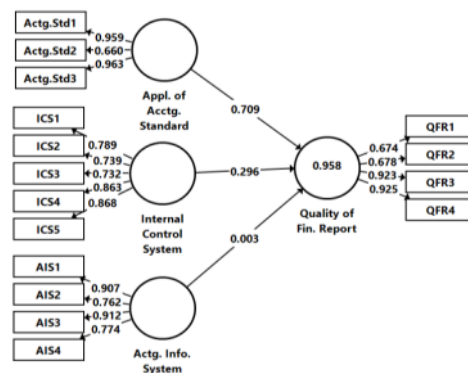 Actg.Std1
Actg.Std2
Actg.Std3
0.959
0.660
0.963
Appl. of
Acctg.
Standard
0.709
ICS1
ICS2
ICS3
ICS4
ICS5
0.789
0.739
0.732
0.863
0.868
Internal
Control
System
0.296
0.958
Quality of
Fin. Report
0.674
0.678
0.923
0.925
QFR1
QFR2
QFR3
QFR4
0.003
AIS1
AIS2
AIS3
AIS4
0.907
0.762
0.912
0.774
Actg. Info.
System